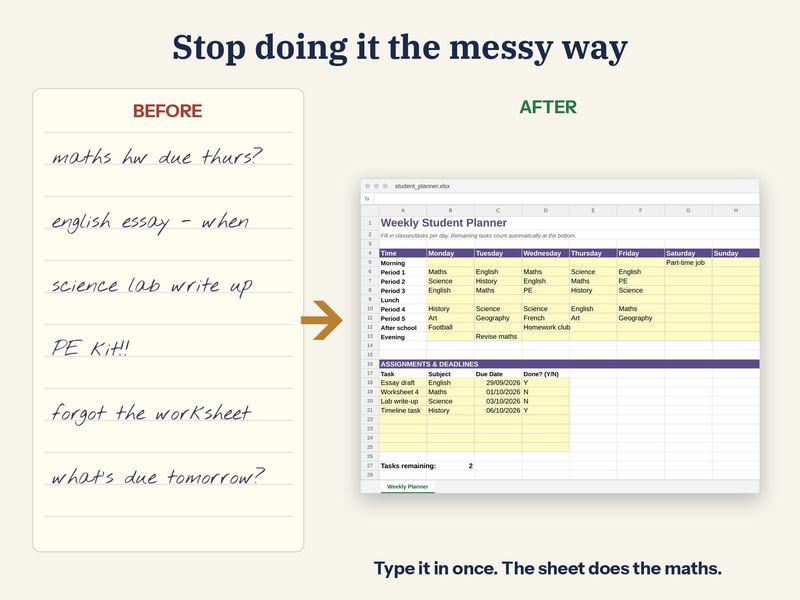 Stop doing it the messy way
BEFORE
maths hw due thurs?
english essay - when
science lab write up
PE kit!!
forgot the worksheet
what's due tomorrow?
AFTER
student_planner.xlsx
fx
A B C D E F G H
1 Weekly Student Planner
2 Fill in classes/tasks per day. Remaining tasks count automatically at the bottom.
3
4 Time Monday Tuesday Wednesday Thursday Friday Saturday Sunday
5 Morning Part-time job
6 Period 1 Maths English Maths Science English
7 Period 2 Science History English Maths PE
8 Period 3 English Maths PE History Science
9 Lunch
10 Period 4 History Science Science English Maths
11 Period 5 Art Geography French Art Geography
12 After school Football Homework club
13 Evening Revise maths
14
15
16 ASSIGNMENTS & DEADLINES
17 Task Subject Due Date Done? (Y/N)
18 Essay draft English 29/09/2026 Y
19 Worksheet 4 Maths 01/10/2026 N
20 Lab write-up Science 03/10/2026 N
21 Timeline task History 06/10/2026 Y
22
23
24
25
26
27 Tasks remaining: 2
28
Weekly Planner
Type it in once. The sheet does the maths.